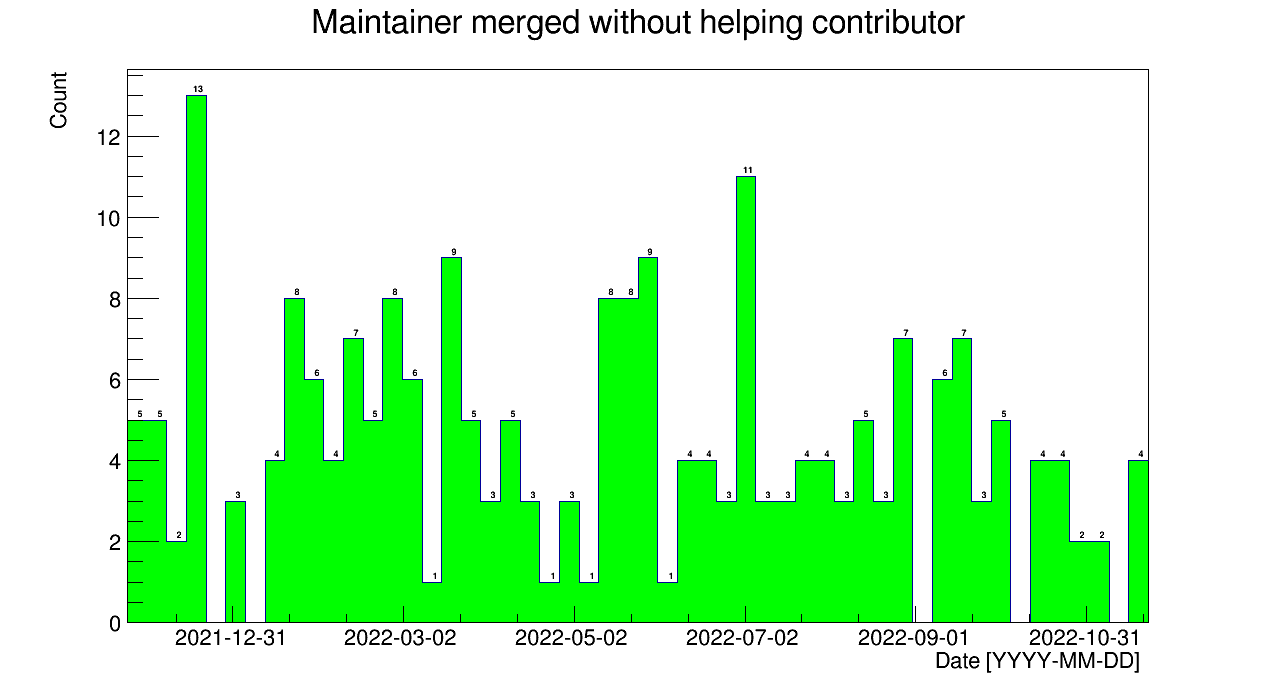 Maintainer merged without helping contributor
Count
13
12
11
10
9 9
8
8 8 8 8
7 7 7
6
6 6 6
5 5 5 5 5 5 5
4
4 4 4 4 4 4 4 4 4
3 3 3 3 3 3 3 3 3 3
2
2 2 2
1 1 1 1
0
2021-12-31 2022-03-02 2022-05-02 2022-07-02 2022-09-01 2022-10-31
Date [YYYY-MM-DD]